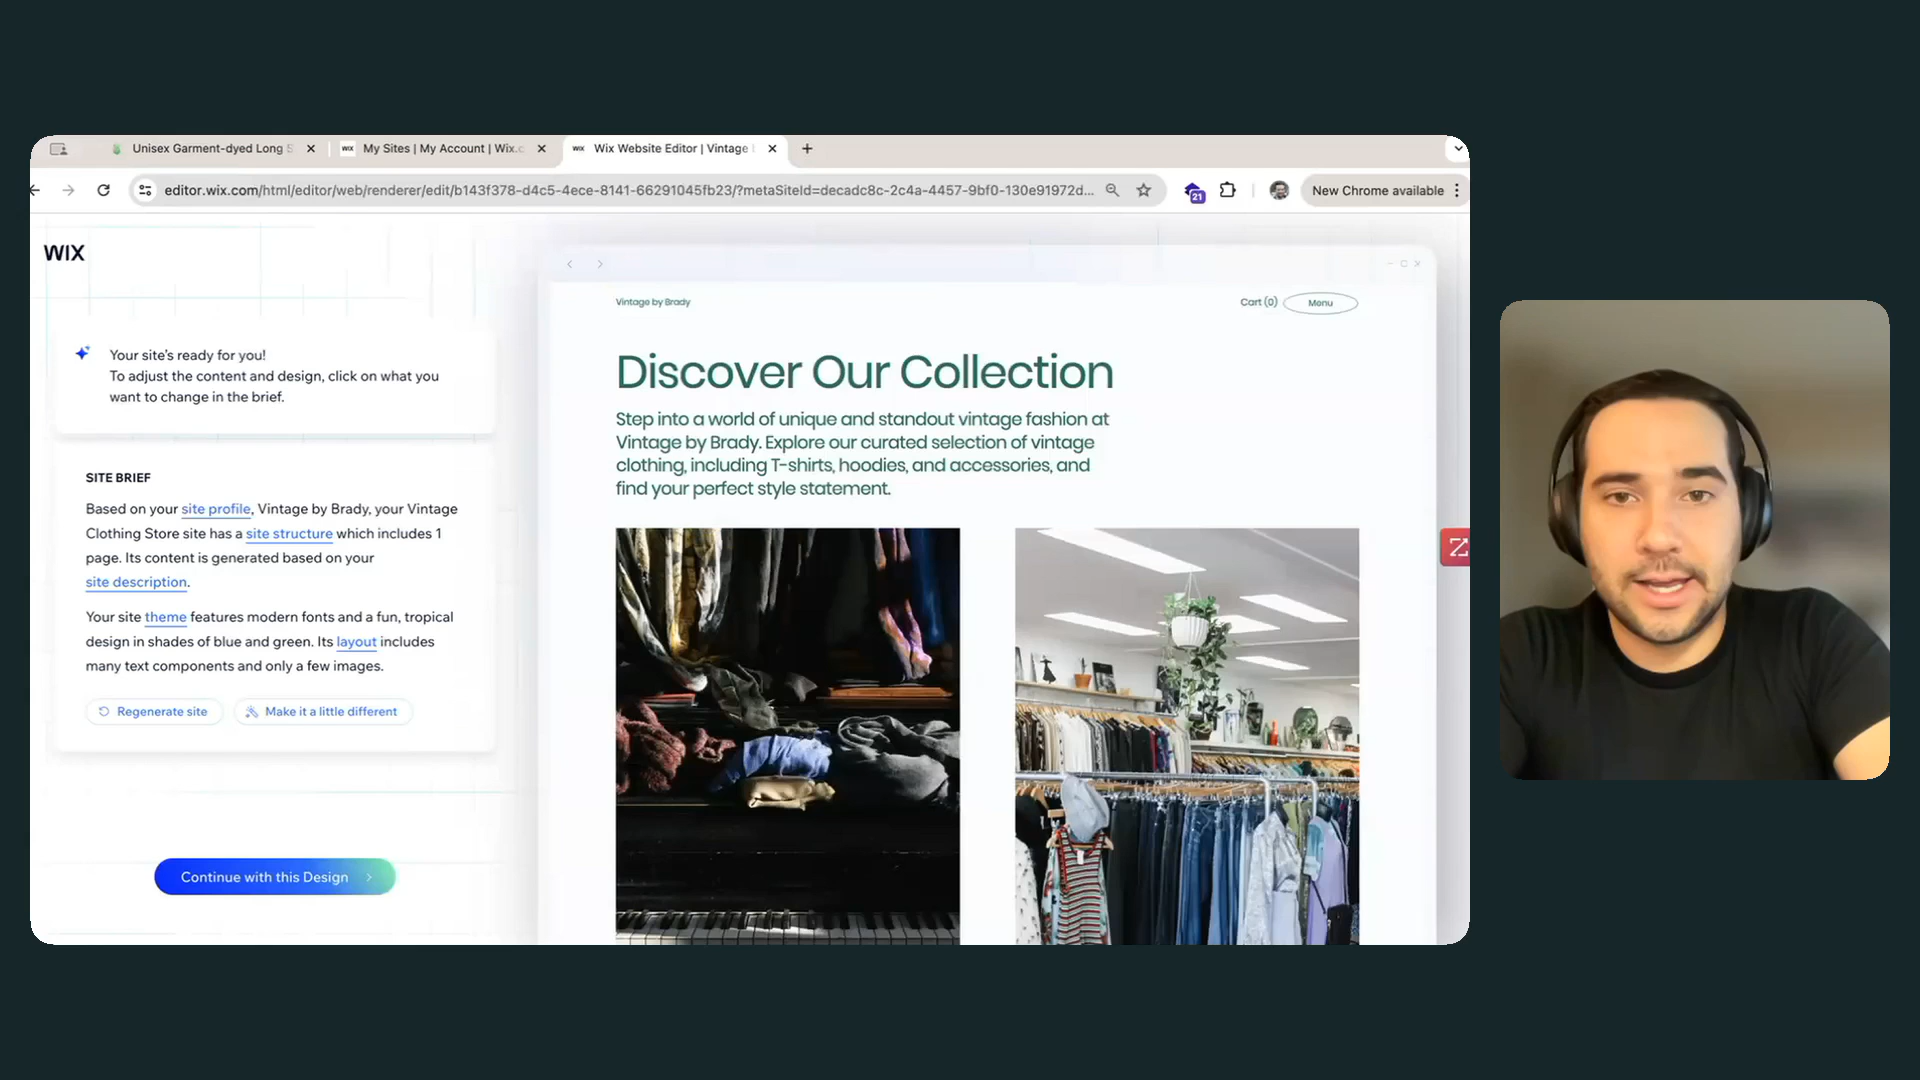 Unisex Garment-dyed Long S
My Sites | My Account | Wix.c
Wix Website Editor | Vintage
editor.wix.com/html/editor/web/renderer/edit/b143f378-d4c5-4ece-8141-66291045fb23/?metaSiteId=decadc8c-2c4a-4457-9bf0-130e91972d...
21
New Chrome available
WIX
Your site's ready for you!
To adjust the content and design, click on what you
want to change in the brief.
SITE BRIEF
Based on your site profile, Vintage by Brady, your Vintage
Clothing Store site has a site structure which includes 1
page. Its content is generated based on your
site description.
Your site theme features modern fonts and a fun, tropical
design in shades of blue and green. Its layout includes
many text components and only a few images.
Regenerate site
Make it a little different
Continue with this Design
Vintage by Brady
Cart (0)
Menu
Discover Our Collection
Step into a world of unique and standout vintage fashion at
Vintage by Brady. Explore our curated selection of vintage
clothing, including T-shirts, hoodies, and accessories, and
find your perfect style statement.